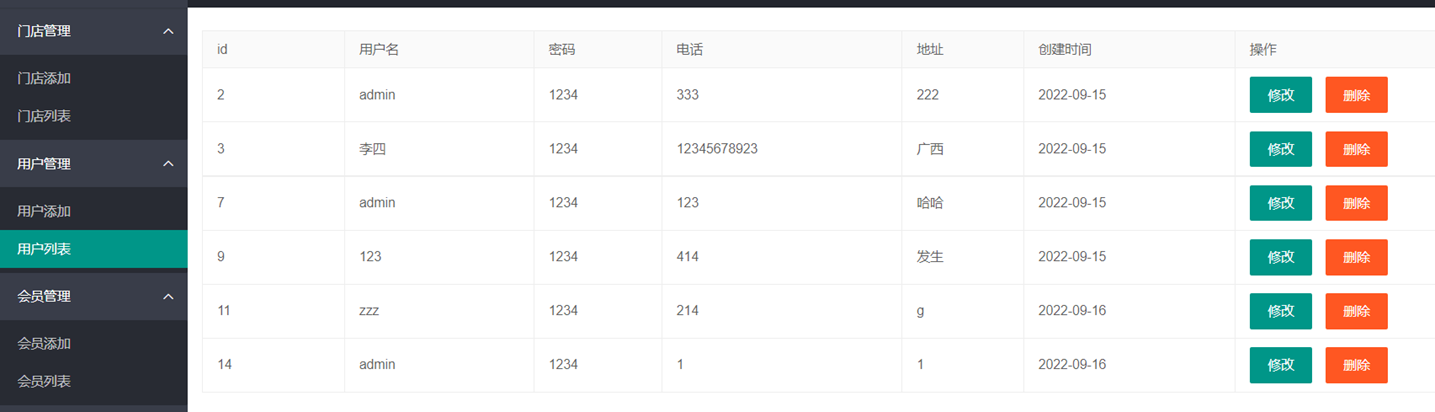 门店管理
门店添加
门店列表
用户管理
用户添加
用户列表
会员管理
会员添加
会员列表
id 用户名 密码 电话 地址 创建时间 操作
2 admin 1234 333 222 2022-09-15 修改 删除
3 李四 1234 12345678923 广西 2022-09-15 修改 删除
7 admin 1234 123 哈哈 2022-09-15 修改 删除
9 123 1234 414 发生 2022-09-15 修改 删除
11 zzz 1234 214 g 2022-09-16 修改 删除
14 admin 1234 1 1 2022-09-16 修改 删除